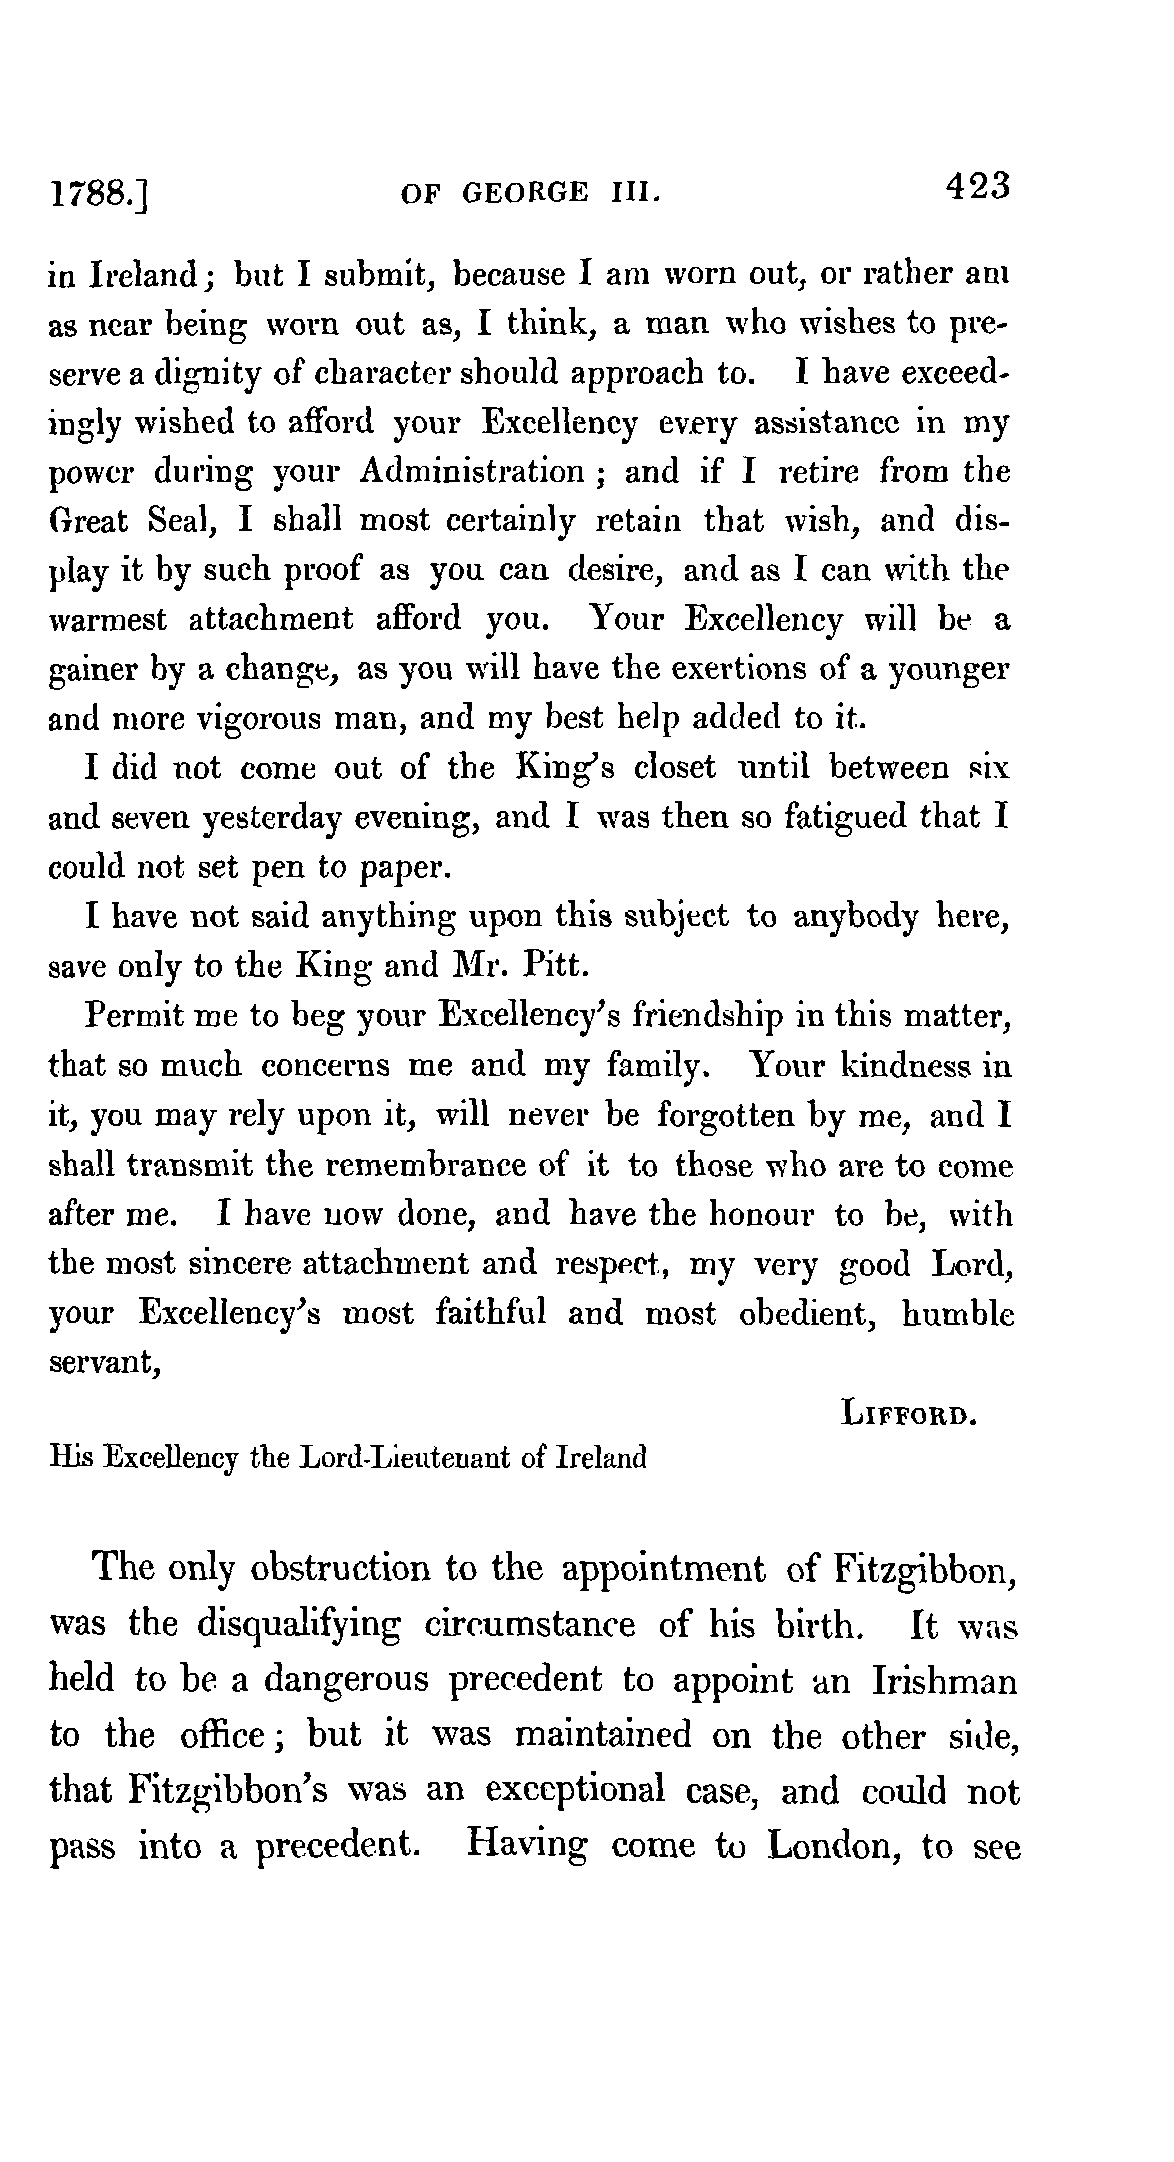 1788.] OF GEORGE III. 423
in Ireland; but I submit, because I am worn out, or rather am
as near being worn out as, I think, a man who wishes to pre-
serve a dignity of character should approach to. I have exceed-
ingly wished to afford your Excellency every assistance in my
power during your Administration; and if I retire from the
Great Seal, I shall most certainly retain that wish, and dis-
play it by such proof as you can desire, and as I can with the
warmest attachment afford you. Your Excellency will be a
gainer by a change, as you will have the exertions of a younger
and more vigorous man, and my best help added to it.
I did not come out of the King's closet until between six
and seven yesterday evening, and I was then so fatigued that I
could not set pen to paper.
I have not said anything upon this subject to anybody here,
save only to the King and Mr. Pitt.
Permit me to beg your Excellency's friendship in this matter,
that so much concerns me and my family. Your kindness in
it, you may rely upon it, will never be forgotten by me, and I
shall transmit the remembrance of it to those who are to come
after me. I have now done, and have the honour to be, with
the most sincere attachment and respect, my very good Lord,
your Excellency's most faithful and most obedient, humble
servant,
LIFFORD.
His Excellency the Lord-Lieutenant of Ireland
The only obstruction to the appointment of Fitzgibbon,
was the disqualifying circumstance of his birth. It was
held to be a dangerous precedent to appoint an Irishman
to the office; but it was maintained on the other side,
that Fitzgibbon's was an exceptional case, and could not
pass into a precedent. Having come to London, to see